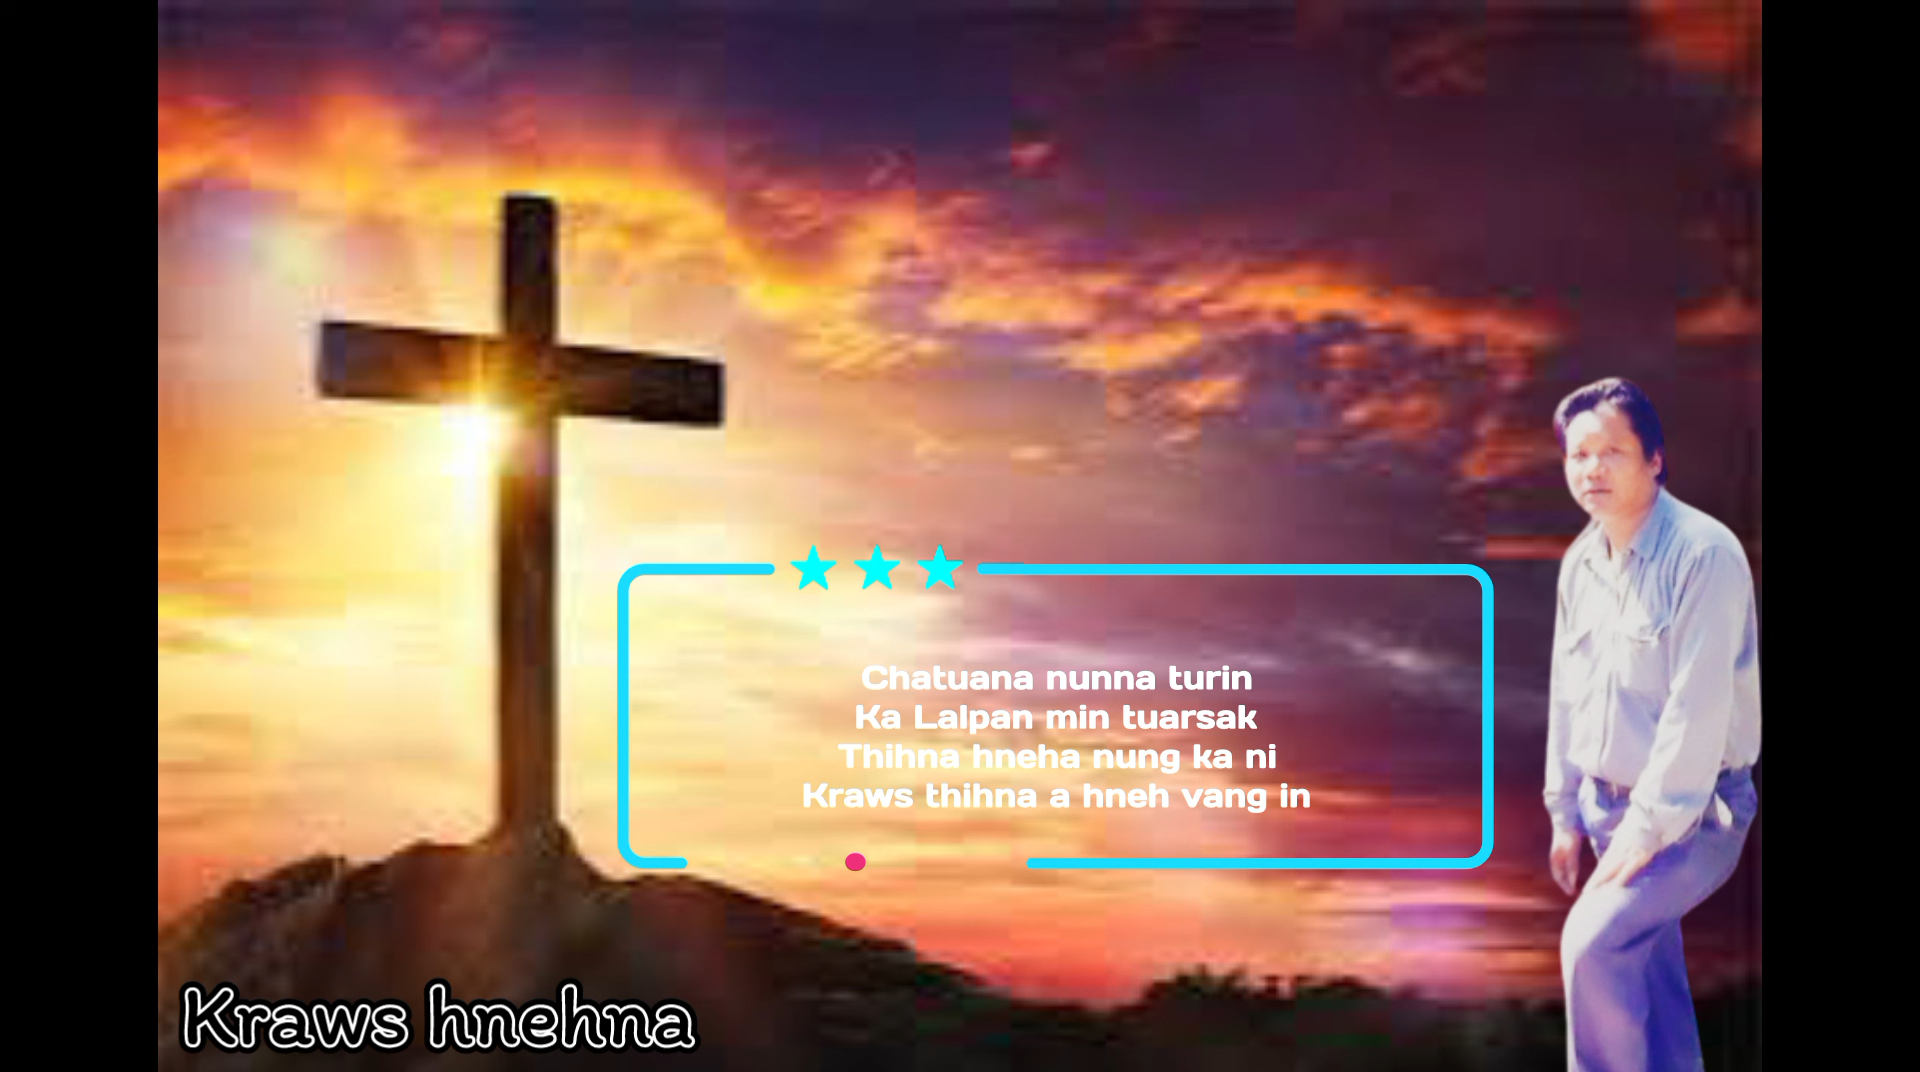 Chatuana nunna turin
Ka Lalpan min tuarsak
Thihna hneha nung ka ni
Kraws thihna a hneh vang in
Kraws hnehna